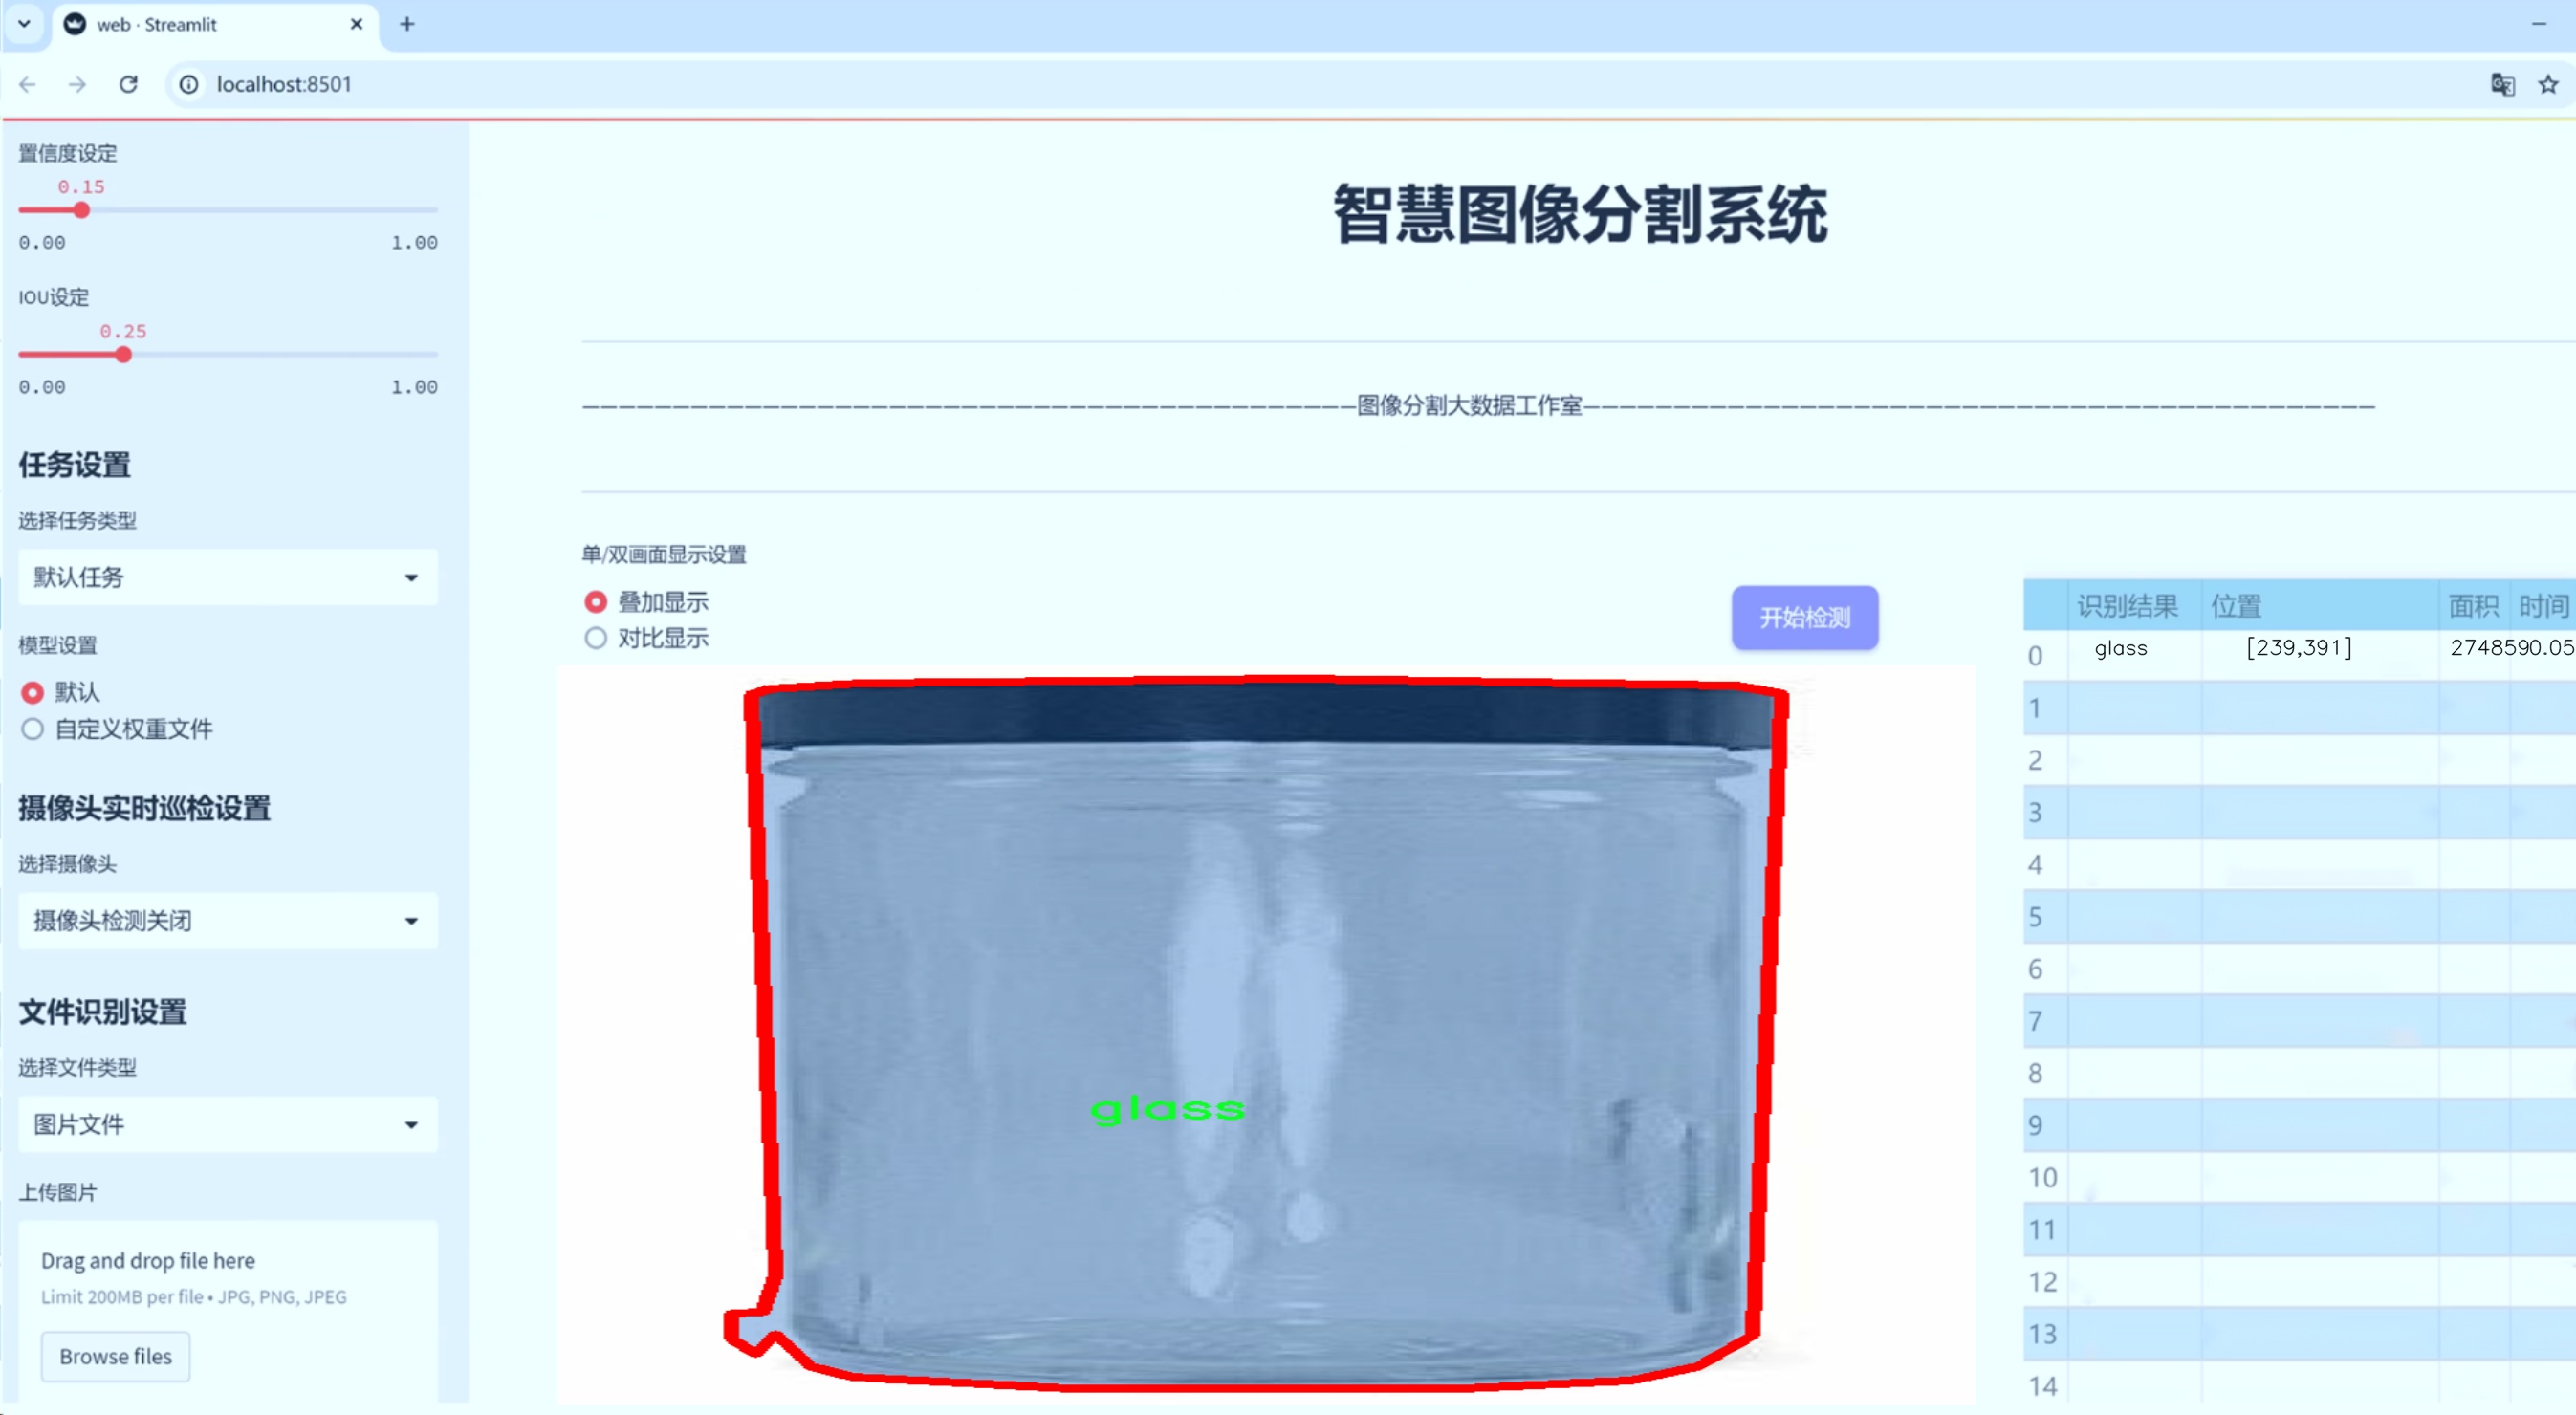 web · Streamlit
localhost:8501
置信度设定
0.15
0.00 1.00
IOU设定
0.25
0.00 1.00
任务设置
选择任务类型
默认任务
模型设置
默认
自定义权重文件
摄像头实时巡检设置
选择摄像头
摄像头检测关闭
文件识别设置
选择文件类型
图片文件
上传图片
Drag and drop file here
Limit 200MB per file • JPG, PNG, JPEG
Browse files
智慧图像分割系统
图像分割大数据工作室
单/双画面显示设置
叠加显示
对比显示
开始检测
glass
识别结果 位置 面积 时间
0 glass [239,391] 2748590.05
1
2
3
4
5
6
7
8
9
10
11
12
13
14